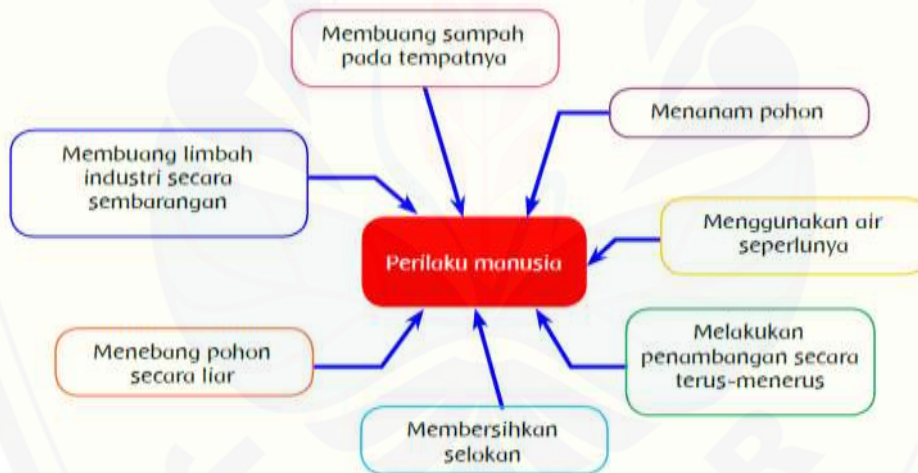 Membuang sampah
pada tempatnya
Menanam pohon
Membuang limbah
industri secara
sembarangan
Menggunakan air
seperlunya
Perilaku manusia
Menebang pohon
secara liar
Melakukan
penambangan secara
terus-menerus
Membersihkan
selokan